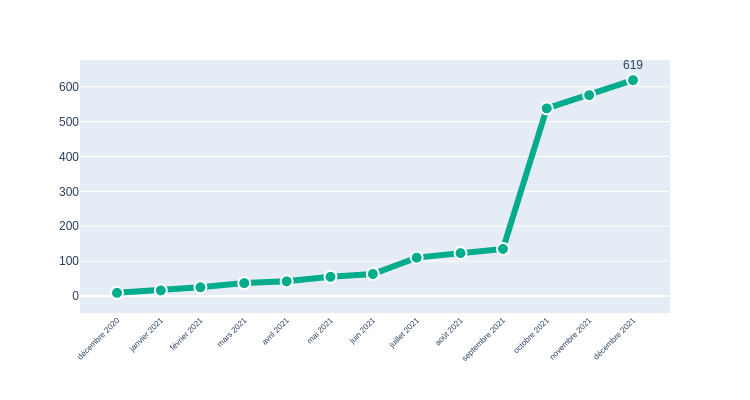 619
600
500
400
300
200
100
0
décembre 2020
janvier 2021
février 2021
mars 2021
avril 2021
mai 2021
juin 2021
juillet 2021
août 2021
septembre 2021
octobre 2021
novembre 2021
décembre 2021